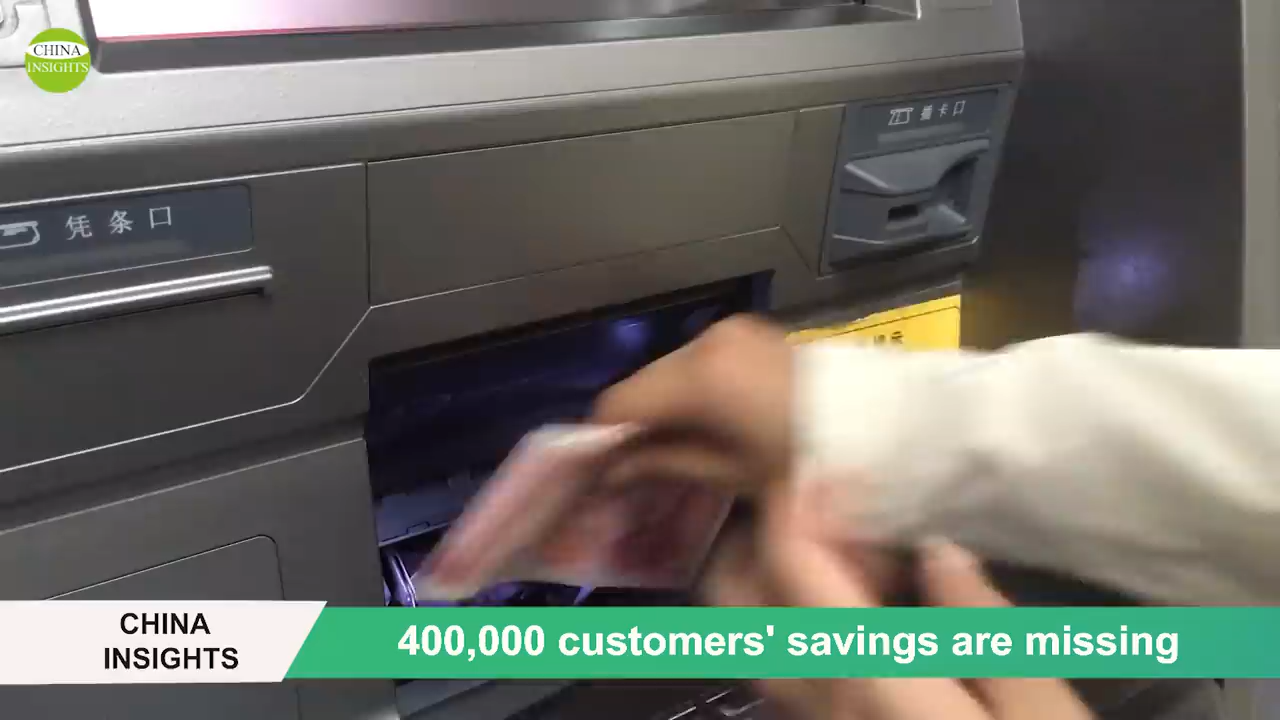 CHINA
INSIGHTS
插卡口
凭条口
CHINA
INSIGHTS
400,000 customers' savings are missing